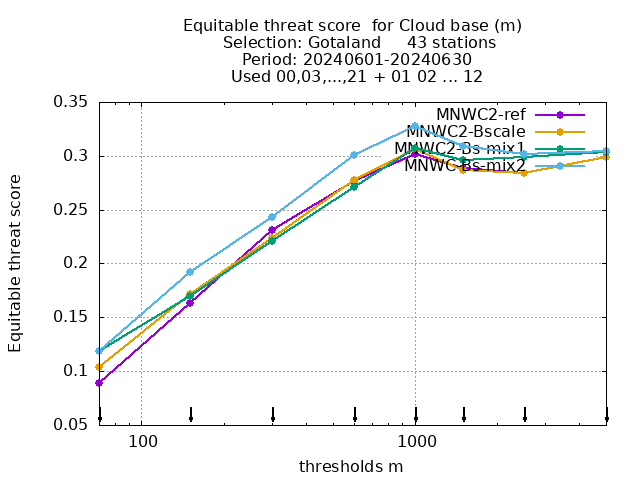 Equitable threat score  for Cloud base (m)
Selection: Gotaland     43 stations
Period: 20240601-20240630
Used 00,03,...,21 + 01 02 ... 12
Equitable threat score
0.35
0.3
0.25
0.2
0.15
0.1
0.05
MNWC2-ref
MNWC2-Bscale
MNWC2-Bs-mix1
MNWC-Bs-mix2
100
1000
thresholds m